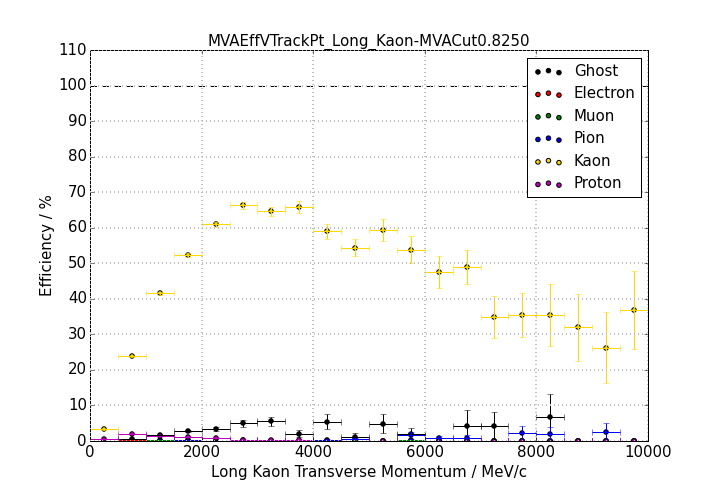 MVAEffVTrackPt_Long_Kaon-MVACut0.8250
110
100
90
80
70
60
50
40
30
20
10
0
Efficiency / %
Ghost
Electron
Muon
Pion
Kaon
Proton
0 2000 4000 6000 8000 10000
Long Kaon Transverse Momentum / MeV/c